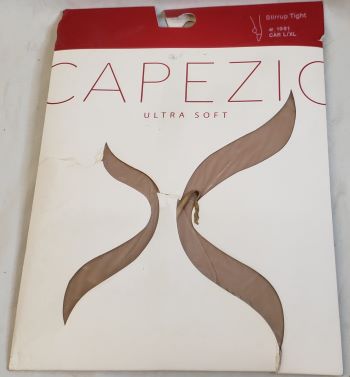 Stirrup Tight
# 1961
CAR L/XL
CAPEZIO
ULTRA SOFT